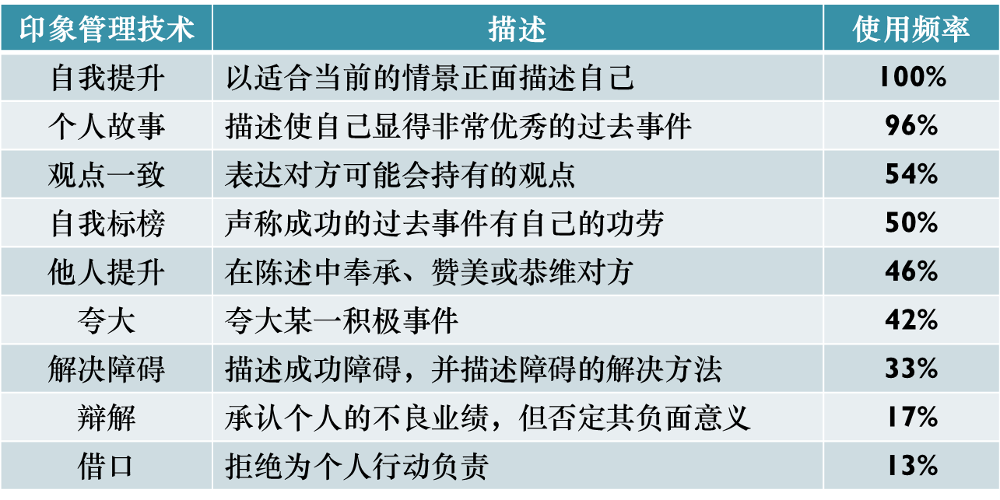 印象管理技术 描述 使用频率
自我提升 以适合当前的情景正面描述自己 100%
个人故事 描述使自己显得非常优秀的过去事件 96%
观点一致 表达对方可能会持有的观点 54%
自我标榜 声称成功的过去事件有自己的功劳 50%
他人提升 在陈述中奉承、赞美或恭维对方 46%
夸大 夸大某一积极事件 42%
解决障碍 描述成功障碍，并描述障碍的解决方法 33%
辩解 承认个人的不良业绩，但否定其负面意义 17%
借口 拒绝为个人行动负责 13%